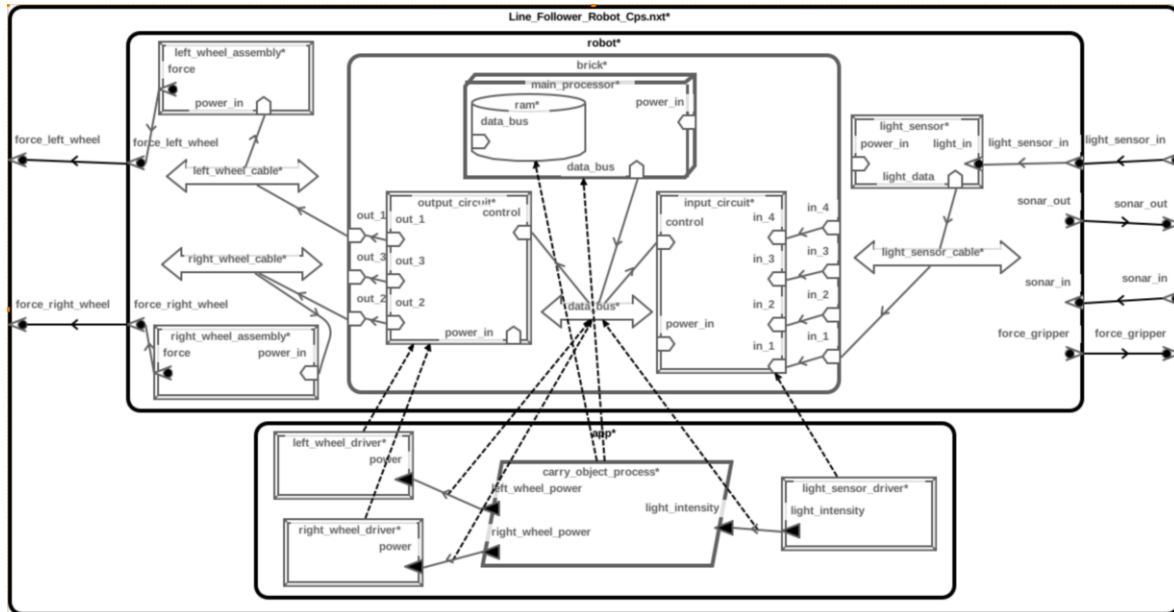 Line_Follower_Robot_Cps.nxt*
robot*
left_wheel_assembly*
force
power_in
force_left_wheel
force_left_wheel
left_wheel_cable*
right_wheel_cable*
force_right_wheel
force_right_wheel
right_wheel_assembly*
force
power_in
brick*
main_processor*
ram*
data_bus
power_in
data_bus
output_circuit*
control
out_1
out_1
out_3
out_3
out_2
out_2
power_in
data_bus*
input_circuit*
control
in_4
in_4
in_3
in_3
in_2
in_2
power_in
in_1
in_1
light_sensor*
power_in
light_in
light_data
light_sensor_in
light_sensor_in
light_sensor_cable*
sonar_out
sonar_out
sonar_in
sonar_in
force_gripper
force_gripper
app*
left_wheel_driver*
power
right_wheel_driver*
power
carry_object_process*
left_wheel_power
right_wheel_power
light_intensity
light_sensor_driver*
light_intensity